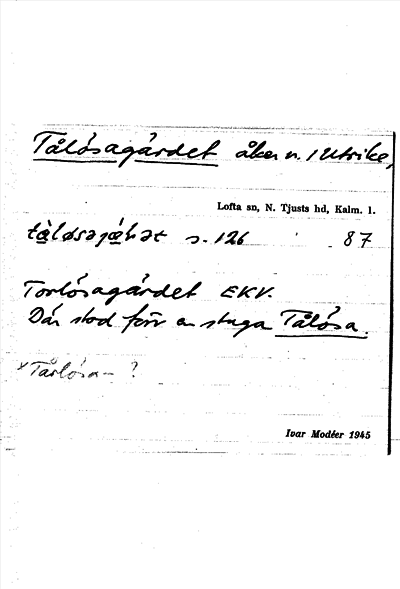 Tålösagärdet åker n. / Utrike,
Lofta sn, N. Tjusts hd, Kalm. l.
s. 126 87
Torlösagärdet EKV.
Där stod förr en stuga Tålösa.
×Tårlösa- ?
Ivar Modéer 1945